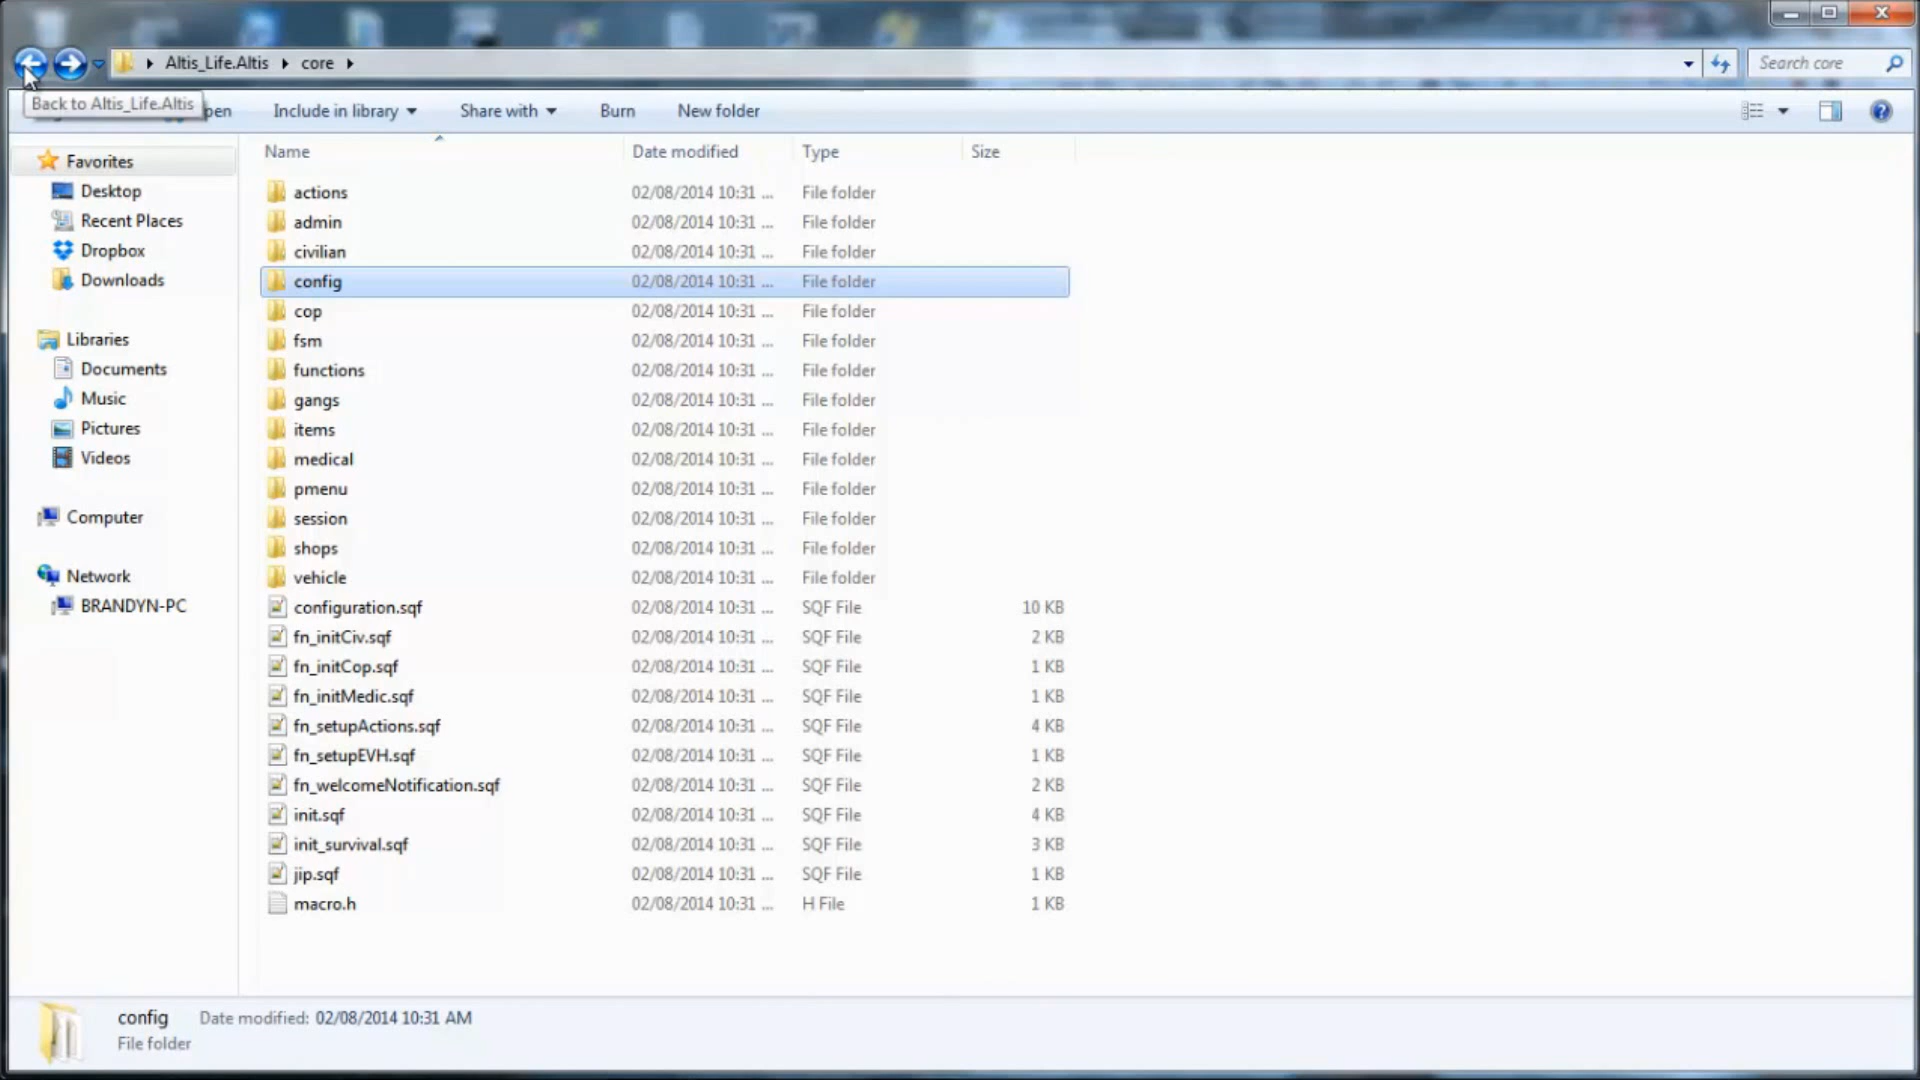 Altis_Life.Altis core
Search core
Back to Altis_Life.Altis
pen Include in library Share with Burn New folder
Name Date modified Type Size
Favorites
Desktop
Recent Places
Dropbox
Downloads
Libraries
Documents
Music
Pictures
Videos
Computer
Network
BRANDYN-PC
actions 02/08/2014 10:31 ... File folder
admin 02/08/2014 10:31 ... File folder
civilian 02/08/2014 10:31 ... File folder
config 02/08/2014 10:31 ... File folder
cop 02/08/2014 10:31 ... File folder
fsm 02/08/2014 10:31 ... File folder
functions 02/08/2014 10:31 ... File folder
gangs 02/08/2014 10:31 ... File folder
items 02/08/2014 10:31 ... File folder
medical 02/08/2014 10:31 ... File folder
pmenu 02/08/2014 10:31 ... File folder
session 02/08/2014 10:31 ... File folder
shops 02/08/2014 10:31 ... File folder
vehicle 02/08/2014 10:31 ... File folder
configuration.sqf 02/08/2014 10:31 ... SQF File 10 KB
fn_initCiv.sqf 02/08/2014 10:31 ... SQF File 2 KB
fn_initCop.sqf 02/08/2014 10:31 ... SQF File 1 KB
fn_initMedic.sqf 02/08/2014 10:31 ... SQF File 1 KB
fn_setupActions.sqf 02/08/2014 10:31 ... SQF File 4 KB
fn_setupEVH.sqf 02/08/2014 10:31 ... SQF File 1 KB
fn_welcomeNotification.sqf 02/08/2014 10:31 ... SQF File 2 KB
init.sqf 02/08/2014 10:31 ... SQF File 4 KB
init_survival.sqf 02/08/2014 10:31 ... SQF File 3 KB
jip.sqf 02/08/2014 10:31 ... SQF File 1 KB
macro.h 02/08/2014 10:31 ... H File 1 KB
config Date modified: 02/08/2014 10:31 AM
File folder